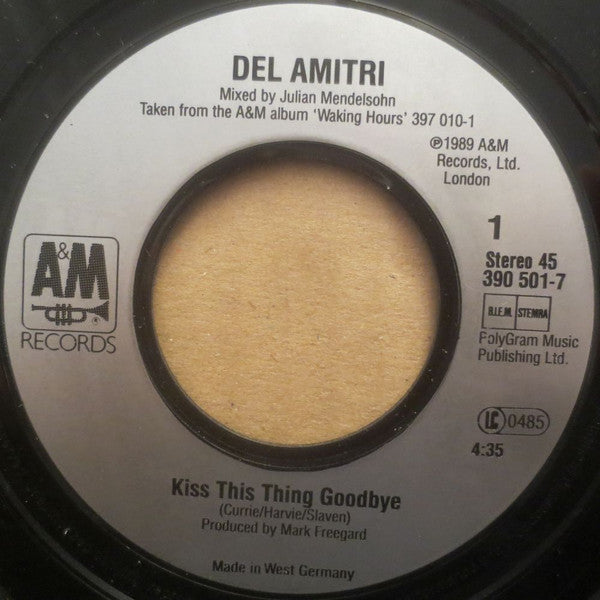 DEL AMITRI
Mixed by Julian Mendelsohn
Taken from the A&M album 'Waking Hours' 397 010-1
℗1989 A&M
Records, Ltd.
London
1
Stereo 45
390 501-7
B.I.E.M. STEMRA
PolyGram Music
Publishing Ltd.
LC 0485
4:35
A&M
RECORDS
Kiss This Thing Goodbye
(Currie/Harvie/Slaven)
Produced by Mark Freegard
Made in West Germany